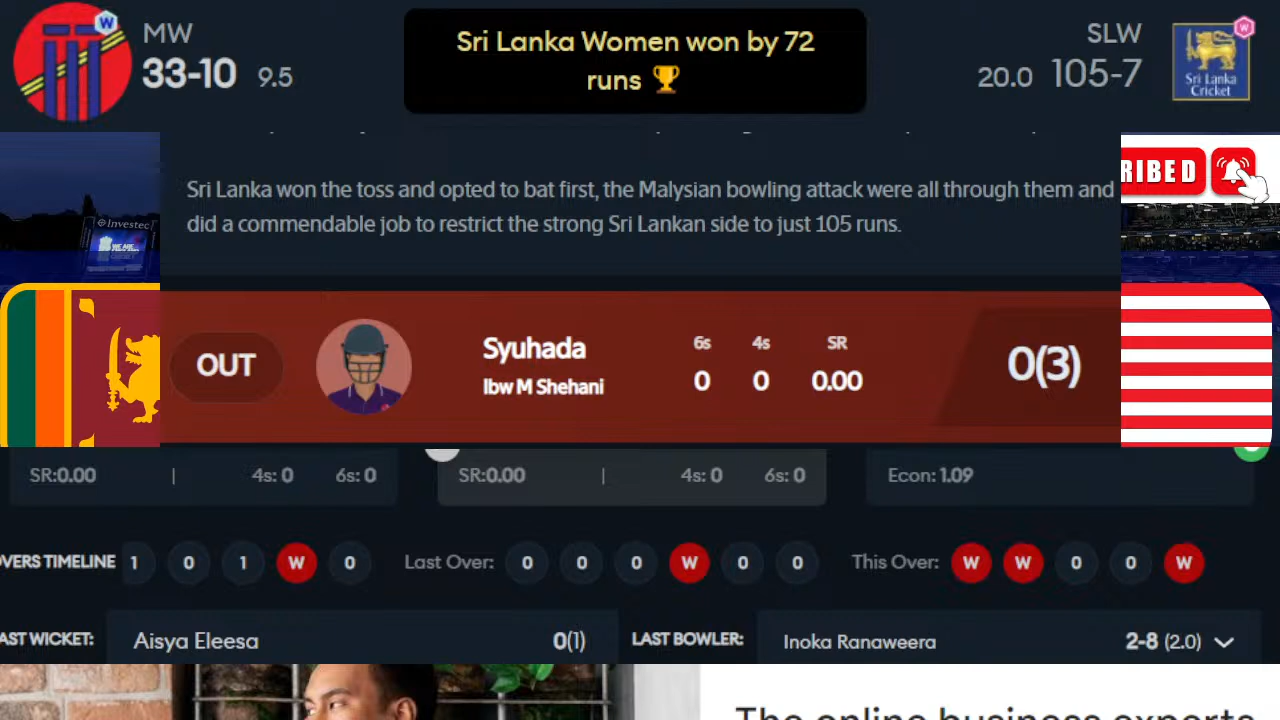 MW
33-10 9.5
Sri Lanka Women won by 72
runs
SLW
20.0 105-7
Sri Lanka
Cricket
W
W
Sri Lanka won the toss and opted to bat first, the Malysian bowling attack were all through them and
did a commendable job to restrict the strong Sri Lankan side to just 105 runs.
RIBED
Investec
OUT
Syuhada
lbw M Shehani
6s 4s SR
0 0 0.00
0(3)
SR:0.00 | 4s: 0 6s: 0
SR:0.00 | 4s: 0 6s: 0
Econ: 1.09
OVERS TIMELINE 1 0 1 W 0 Last Over: 0 0 0 W 0 0 This Over: W W 0 0 W
AST WICKET: Aisya Eleesa 0(1) LAST BOWLER: Inoka Ranaweera 2-8 (2.0)
The online business experts